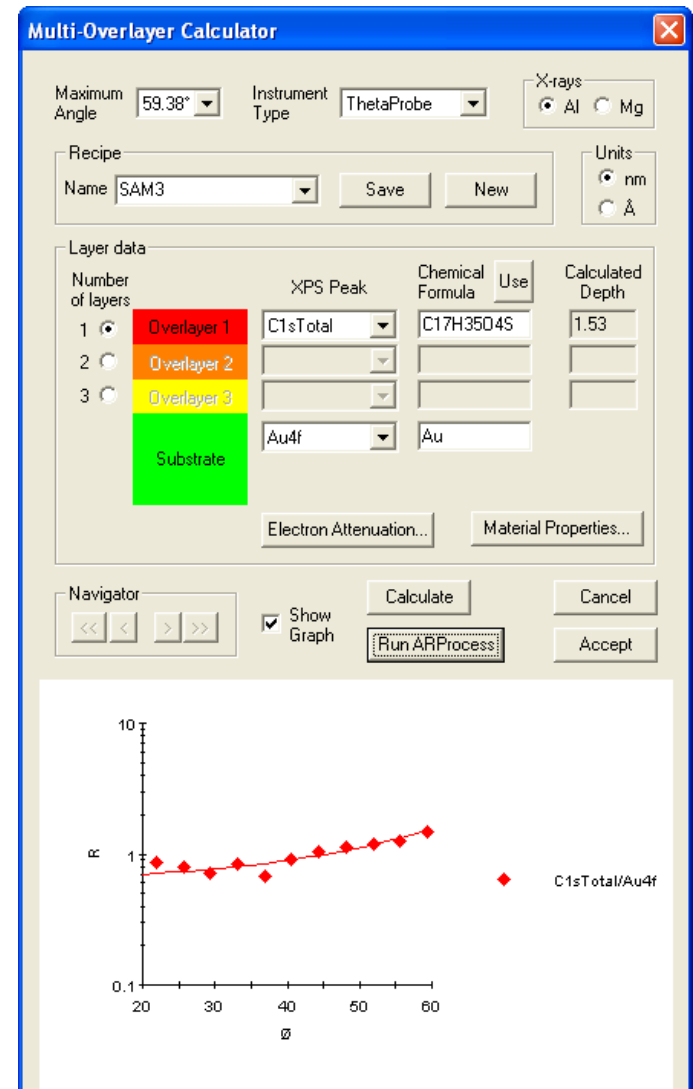 Multi-Overlayer Calculator
Maximum Angle 59.38° Instrument Type ThetaProbe X-rays Al Mg
Recipe Units
Name SAM3 Save New nm
Å
Layer data
Number of layers XPS Peak Chemical Formula Use Calculated Depth
1 Overlayer 1 C1sTotal C17H35O4S 1.53
2 Overlayer 2
3 Overlayer 3
Substrate Au4f Au
Electron Attenuation... Material Properties...
Navigator Show Graph Calculate Cancel
<< < > >> Run ARProcess Accept
10
R 1
C1sTotal/Au4f
0.1
20 30 40 50 60
Ø